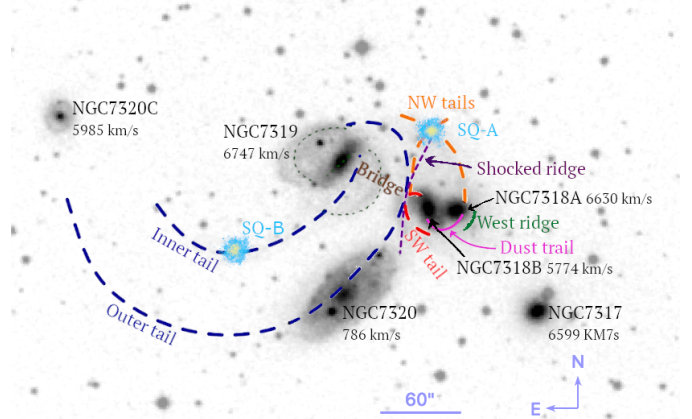 NGC7320C
5985 km/s
NGC7319
6747 km/s
NW tails
SQ-A
Shocked ridge
Bridge
NGC7318A 6630 km/s
West ridge
Dust trail
NGC7318B 5774 km/s
SW tail
SQ-B
Inner tail
Outer tail
NGC7320
786 km/s
NGC7317
6599 KM7s
60"
N
E